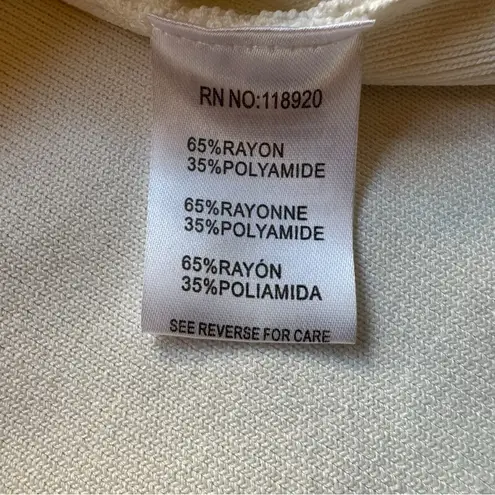 RN NO:118920
65%RAYON
35%POLYAMIDE
65%RAYONNE
35%POLYAMIDE
65%RAYÓN
35%POLIAMIDA
SEE REVERSE FOR CARE